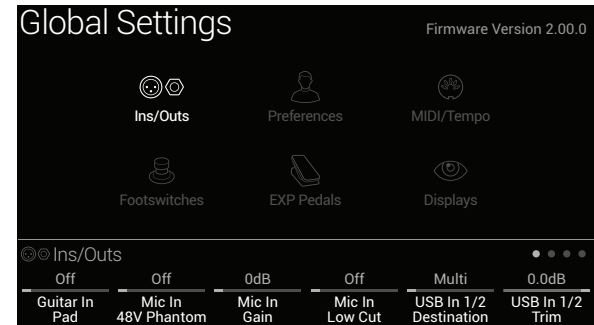 Global Settings
Firmware Version 2.00.0
Ins/Outs
Preferences
MIDI/Tempo
Footswitches
EXP Pedals
Displays
Ins/Outs
Off
Off
0dB
Off
Multi
0.0dB
Guitar In
Pad
Mic In
48V Phantom
Mic In
Gain
Mic In
Low Cut
USB In 1/2
Destination
USB In 1/2
Trim